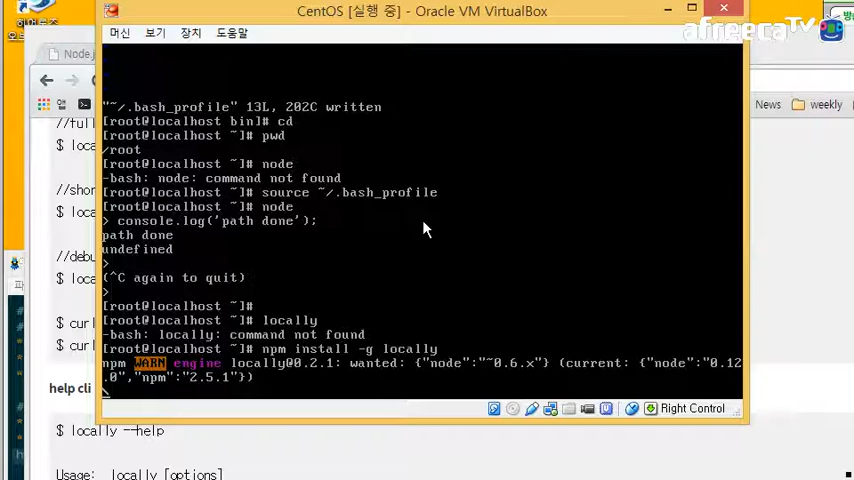 CentOS [실행 중] - Oracle VM VirtualBox
afreecaTV
머신 보기 장치 도움말
Node.j
앱
News
weekly
"~/.bash_profile" 13L, 202C written
[root@localhost bin]# cd
[root@localhost ~]# pwd
/root
[root@localhost ~]# node
-bash: node: command not found
[root@localhost ~]# source ~/.bash_profile
[root@localhost ~]# node
> console.log('path done');
path done
undefined
>
(^C again to quit)
>
[root@localhost ~]#
[root@localhost ~]# locally
-bash: locally: command not found
[root@localhost ~]# npm install -g locally
npm WARN engine locally@0.2.1: wanted: {"node":"~0.6.x"} (current: {"node":"0.12
.0","npm":"2.5.1"})
\
Right Control
//ful
$ loca
//shor
$ loca
//debu
$ loca
$ curl
$ curl
help cli
$ locally --help
Usage: locally [options]